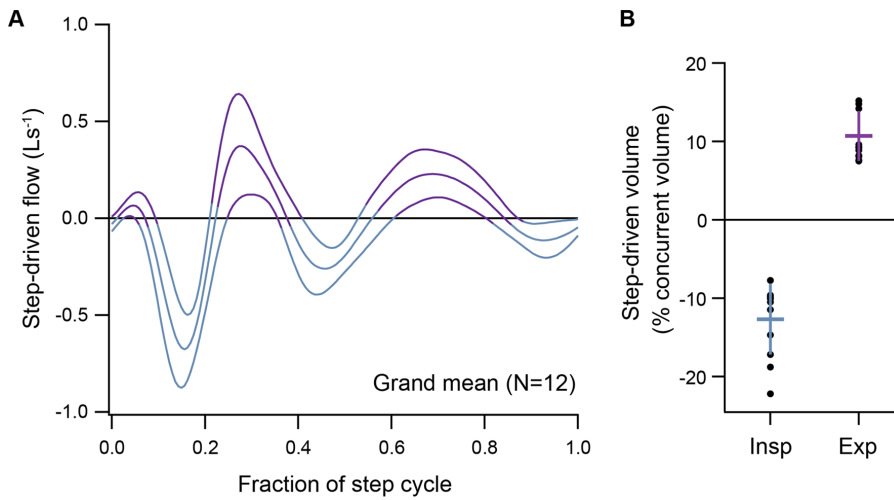 A
B
1.0
0.5
0.0
-0.5
-1.0
Step-driven flow (Ls⁻¹)
Grand mean (N=12)
0.0 0.2 0.4 0.6 0.8 1.0
Fraction of step cycle
20
10
0
-10
-20
Step-driven volume
(% concurrent volume)
Insp Exp